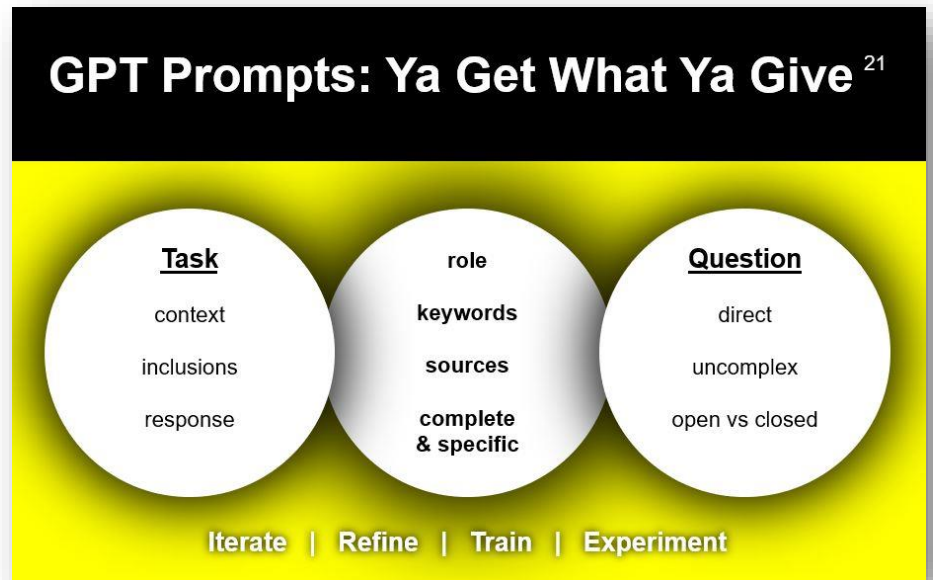 GPT Prompts: Ya Get What Ya Give 21
Task
context
inclusions
response
role
keywords
sources
complete
& specific
Question
direct
uncomplex
open vs closed
Iterate | Refine | Train | Experiment